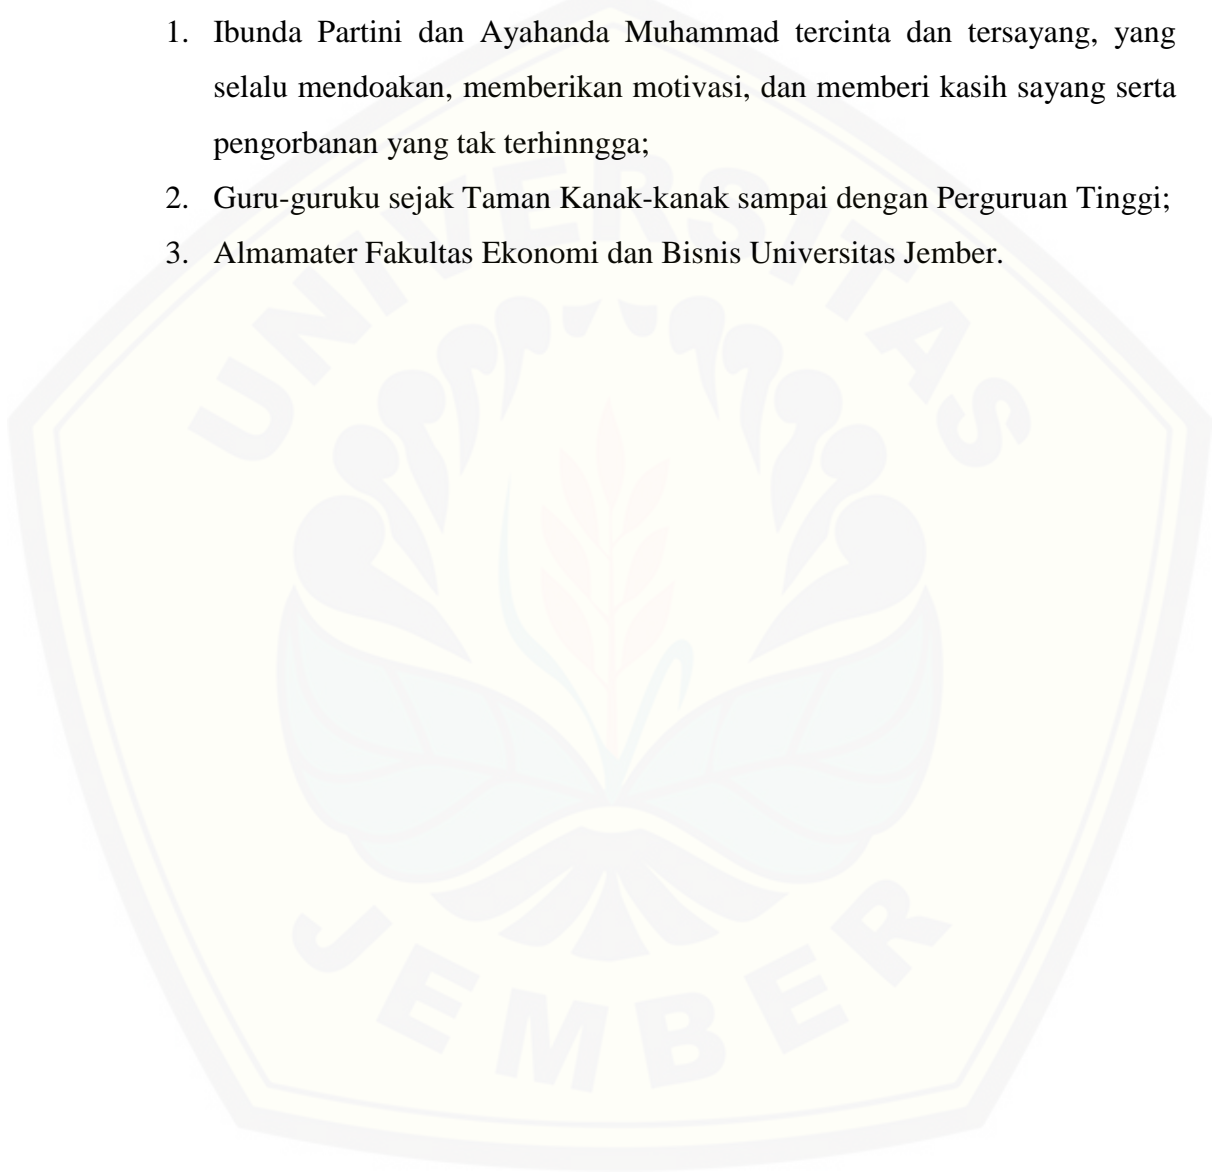 1. Ibunda Partini dan Ayahanda Muhammad tercinta dan tersayang, yang
selalu mendoakan, memberikan motivasi, dan memberi kasih sayang serta
pengorbanan yang tak terhinngga;
2. Guru-guruku sejak Taman Kanak-kanak sampai dengan Perguruan Tinggi;
3. Almamater Fakultas Ekonomi dan Bisnis Universitas Jember.
UNIVERSITAS
JEMBER